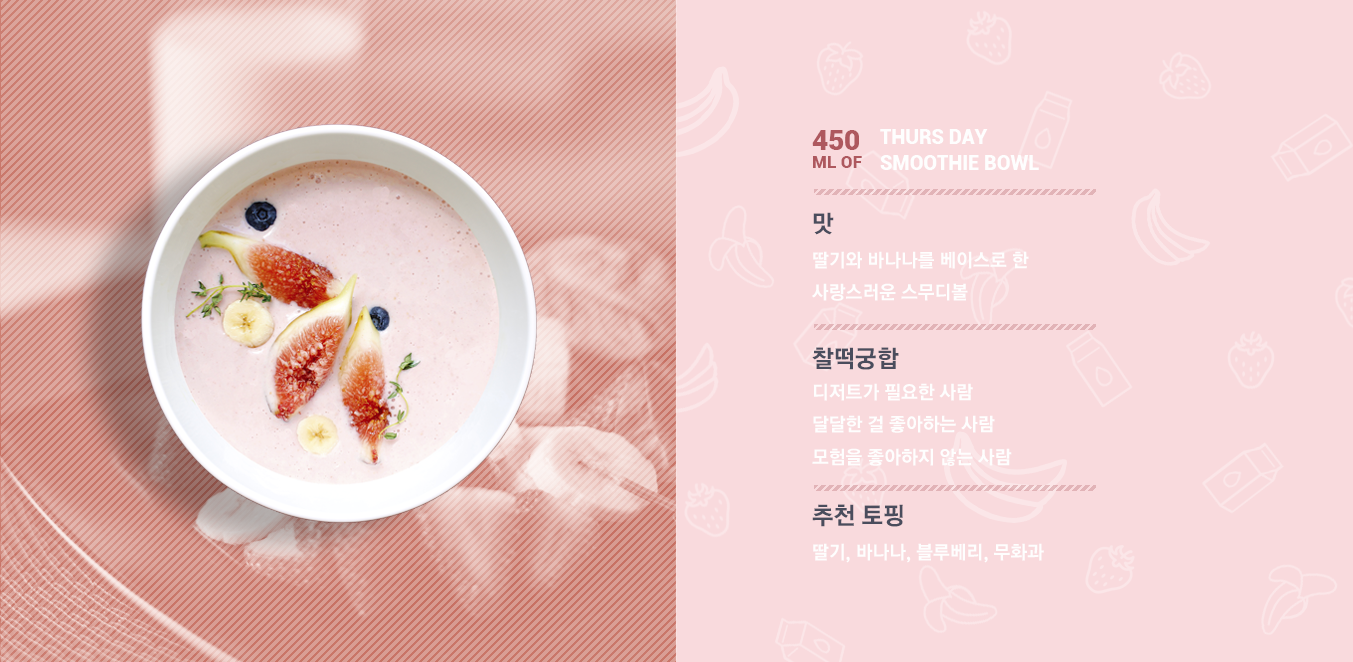 450
ML OF
THURS DAY
SMOOTHIE BOWL
맛
딸기와 바나나를 베이스로 한
사랑스러운 스무디볼
찰떡궁합
디저트가 필요한 사람
달달한 걸 좋아하는 사람
모험을 좋아하지 않는 사람
추천 토핑
딸기, 바나나, 블루베리, 무화과